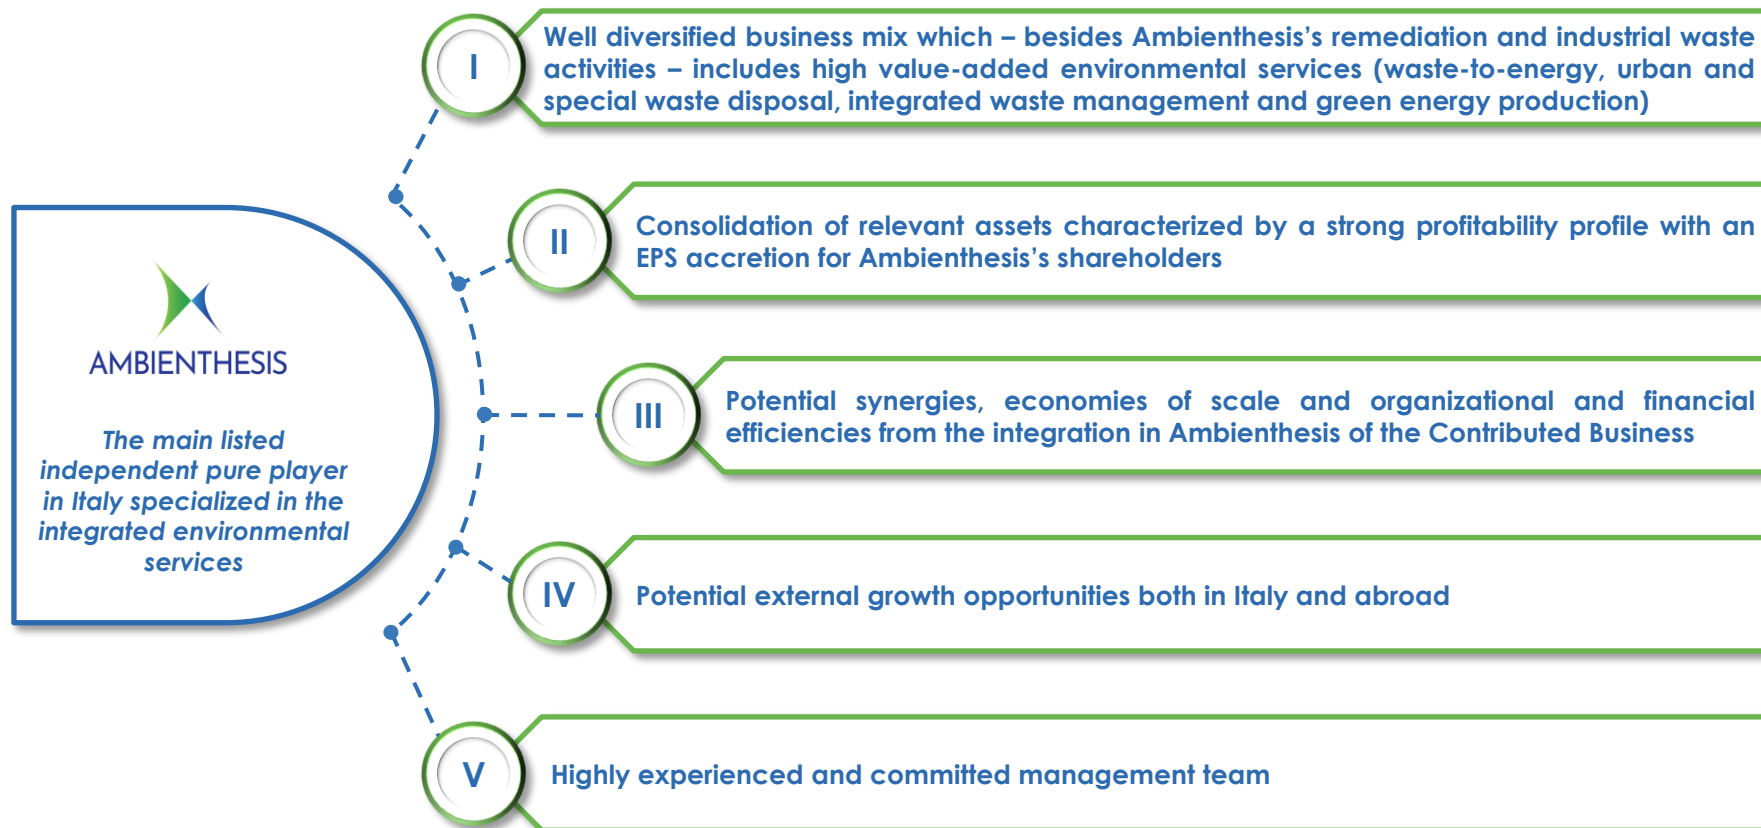 I
Well diversified business mix which – besides Ambienthesis's remediation and industrial waste
activities – includes high value-added environmental services (waste-to-energy, urban and
special waste disposal, integrated waste management and green energy production)
II
Consolidation of relevant assets characterized by a strong profitability profile with an
EPS accretion for Ambienthesis's shareholders
AMBIENTHESIS
The main listed
independent pure player
in Italy specialized in the
integrated environmental
services
III
Potential synergies, economies of scale and organizational and financial
efficiencies from the integration in Ambienthesis of the Contributed Business
IV
Potential external growth opportunities both in Italy and abroad
V
Highly experienced and committed management team